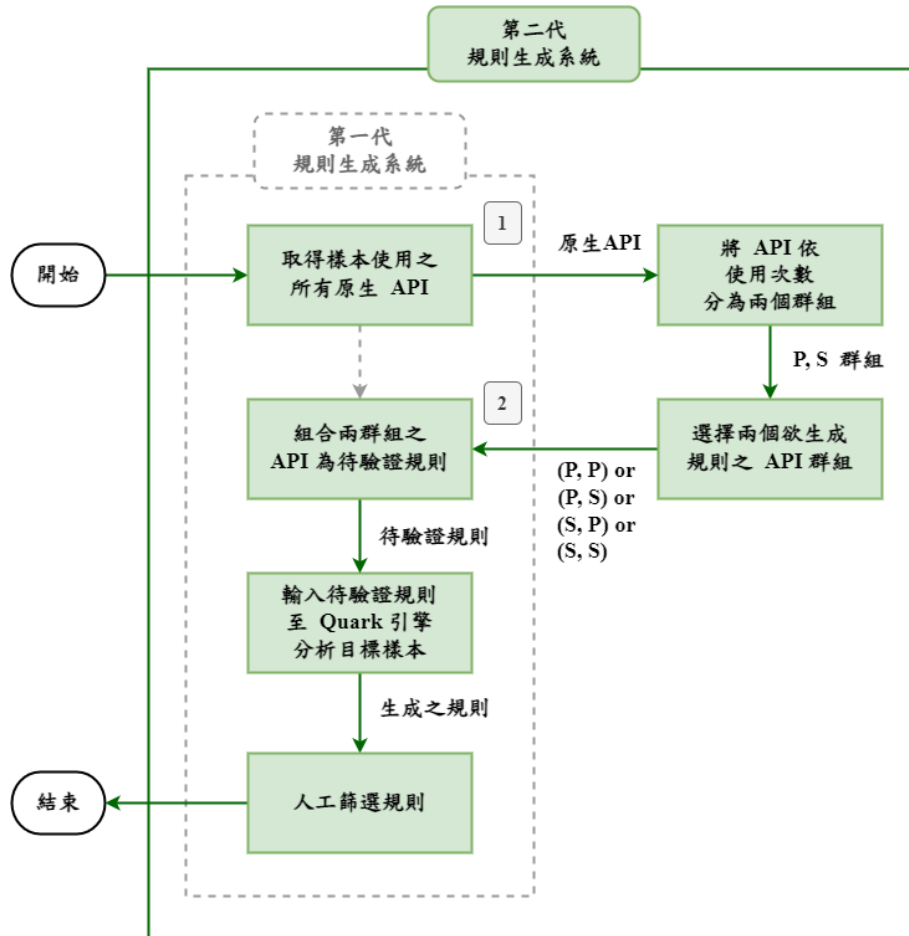 第二代
規則生成系統
第一代
規則生成系統
開始
取得樣本使用之
所有原生 API
1
原生API
將 API 依
使用次數
分為兩個群組
P, S 群組
2
組合兩群組之
API 為待驗證規則
選擇兩個欲生成
規則之 API 群組
(P, P) or
(P, S) or
(S, P) or
(S, S)
待驗證規則
輸入待驗證規則
至 Quark 引擎
分析目標樣本
生成之規則
人工篩選規則
結束